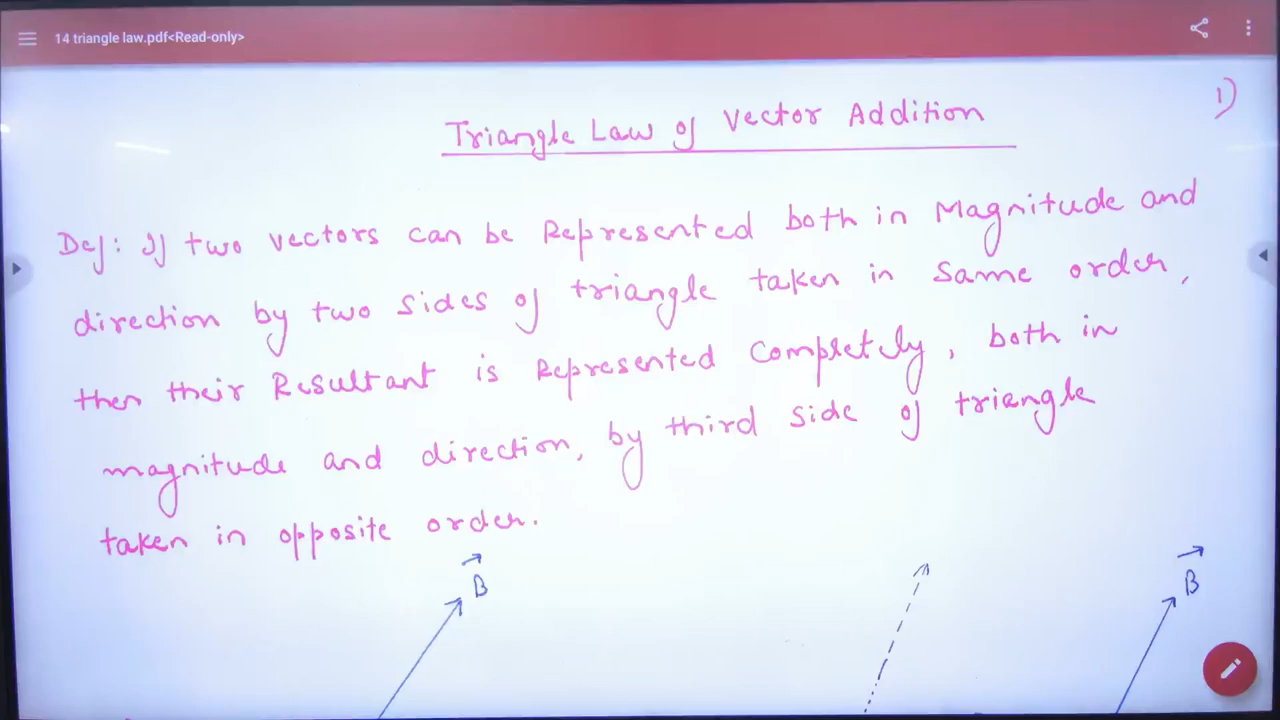 14 triangle law.pdf<Read-only>
1)
Triangle Law of Vector Addition
Def: If two vectors can be Represented both in Magnitude and
direction by two sides of triangle taken in same order,
then their Resultant is Represented Completely, both in
magnitude and direction, by third side of triangle
taken in opposite order.
B
B